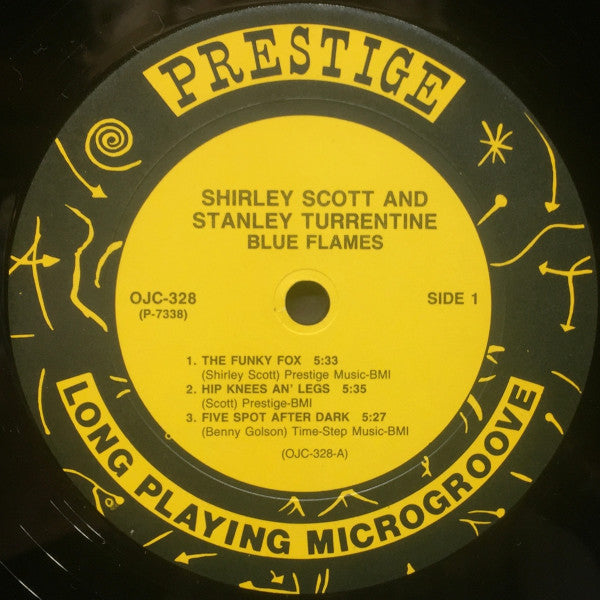 PRESTIGE
SHIRLEY SCOTT AND
STANLEY TURRENTINE
BLUE FLAMES
OJC-328
(P-7338)
SIDE 1
1. THE FUNKY FOX 5:33
(Shirley Scott) Prestige Music-BMI
2. HIP KNEES AN' LEGS 5:35
(Scott) Prestige-BMI
3. FIVE SPOT AFTER DARK 5:27
(Benny Golson) Time-Step Music-BMI
(OJC-328-A)
LONG PLAYING MICROGROOVE